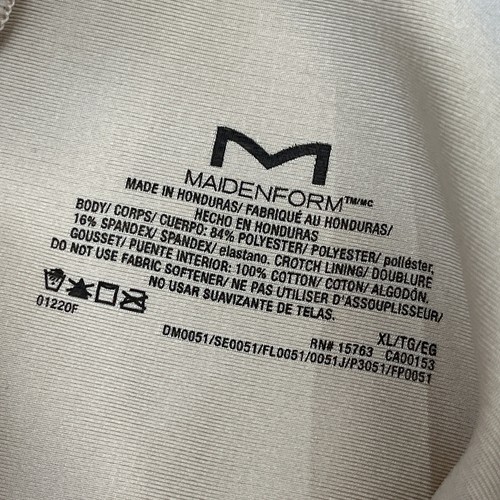 MAIDENFORM™/MC
MADE IN HONDURAS/ FABRIQUÉ AU HONDURAS/
HECHO EN HONDURAS
BODY/ CORPS/ CUERPO: 84% POLYESTER/ POLYESTER/ poliéster,
16% SPANDEX/ SPANDEX/ elastano. CROTCH LINING/ DOUBLURE
GOUSSET/ PUENTE INTERIOR: 100% COTTON/ COTON/ ALGODÓN.
DO NOT USE FABRIC SOFTENER/ NE PAS UTILISER D'ASSOUPLISSEUR/
NO USAR SUAVIZANTE DE TELAS.
01220F
XL/TG/EG
RN# 15763 CA00153
DM0051/SE0051/FL0051/0051J/P3051/FP0051